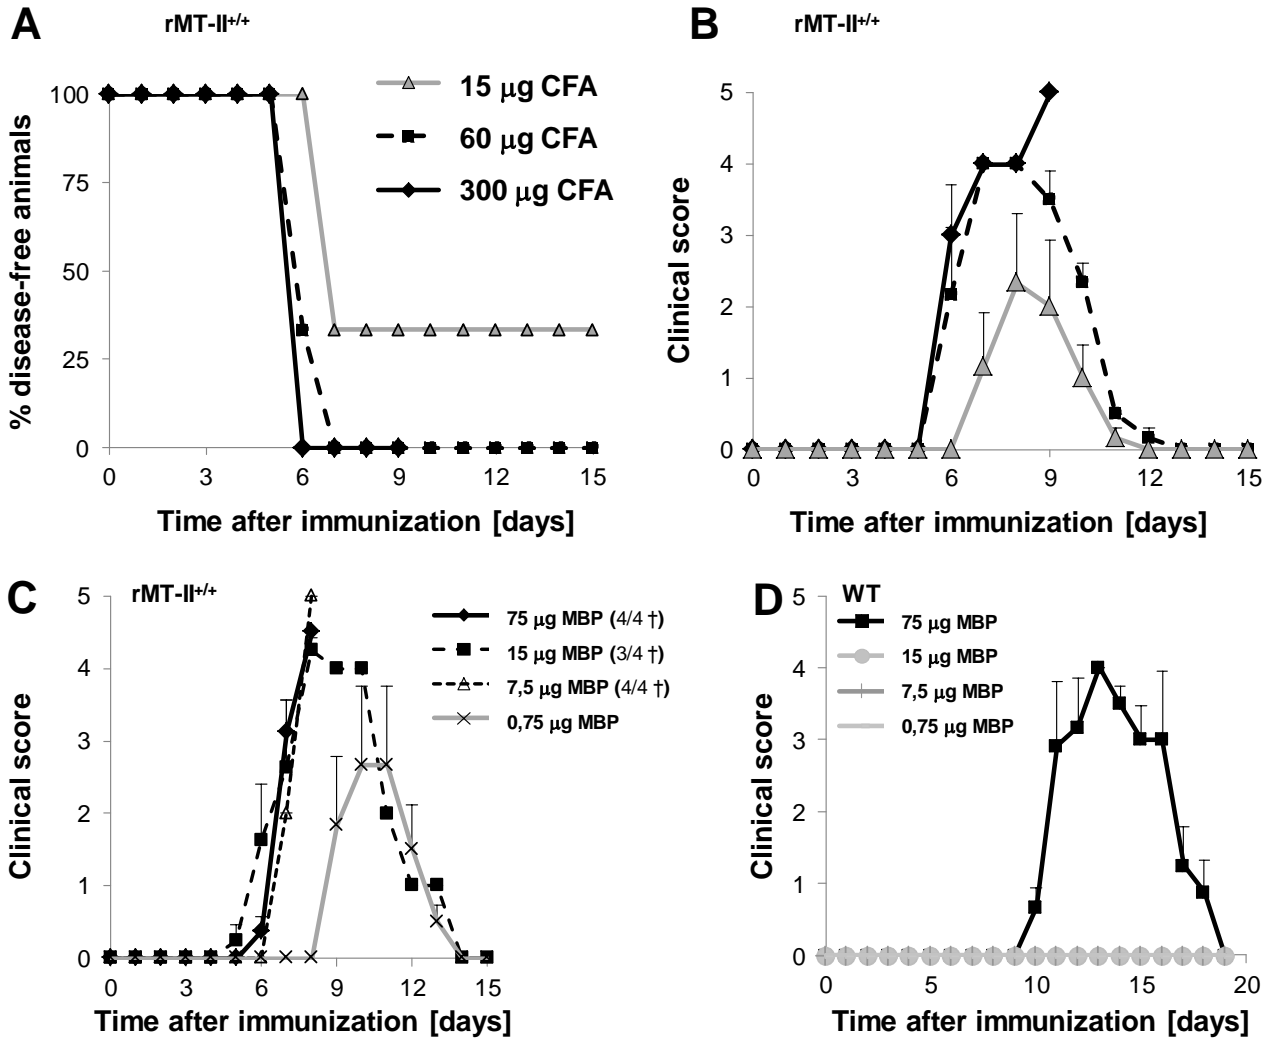 A
rMT-II+/+
15 µg CFA
60 µg CFA
300 µg CFA
% disease-free animals
100
75
50
25
0
0 3 6 9 12 15
Time after immunization [days]
B
rMT-II+/+
Clinical score
5
4
3
2
1
0
0 3 6 9 12 15
Time after immunization [days]
C
rMT-II+/+
75 µg MBP (4/4 †)
15 µg MBP (3/4 †)
7,5 µg MBP (4/4 †)
0,75 µg MBP
Clinical score
5
4
3
2
1
0
0 3 6 9 12 15
Time after immunization [days]
D
WT
75 µg MBP
15 µg MBP
7,5 µg MBP
0,75 µg MBP
Clinical score
5
4
3
2
1
0
0 5 10 15 20
Time after immunization [days]